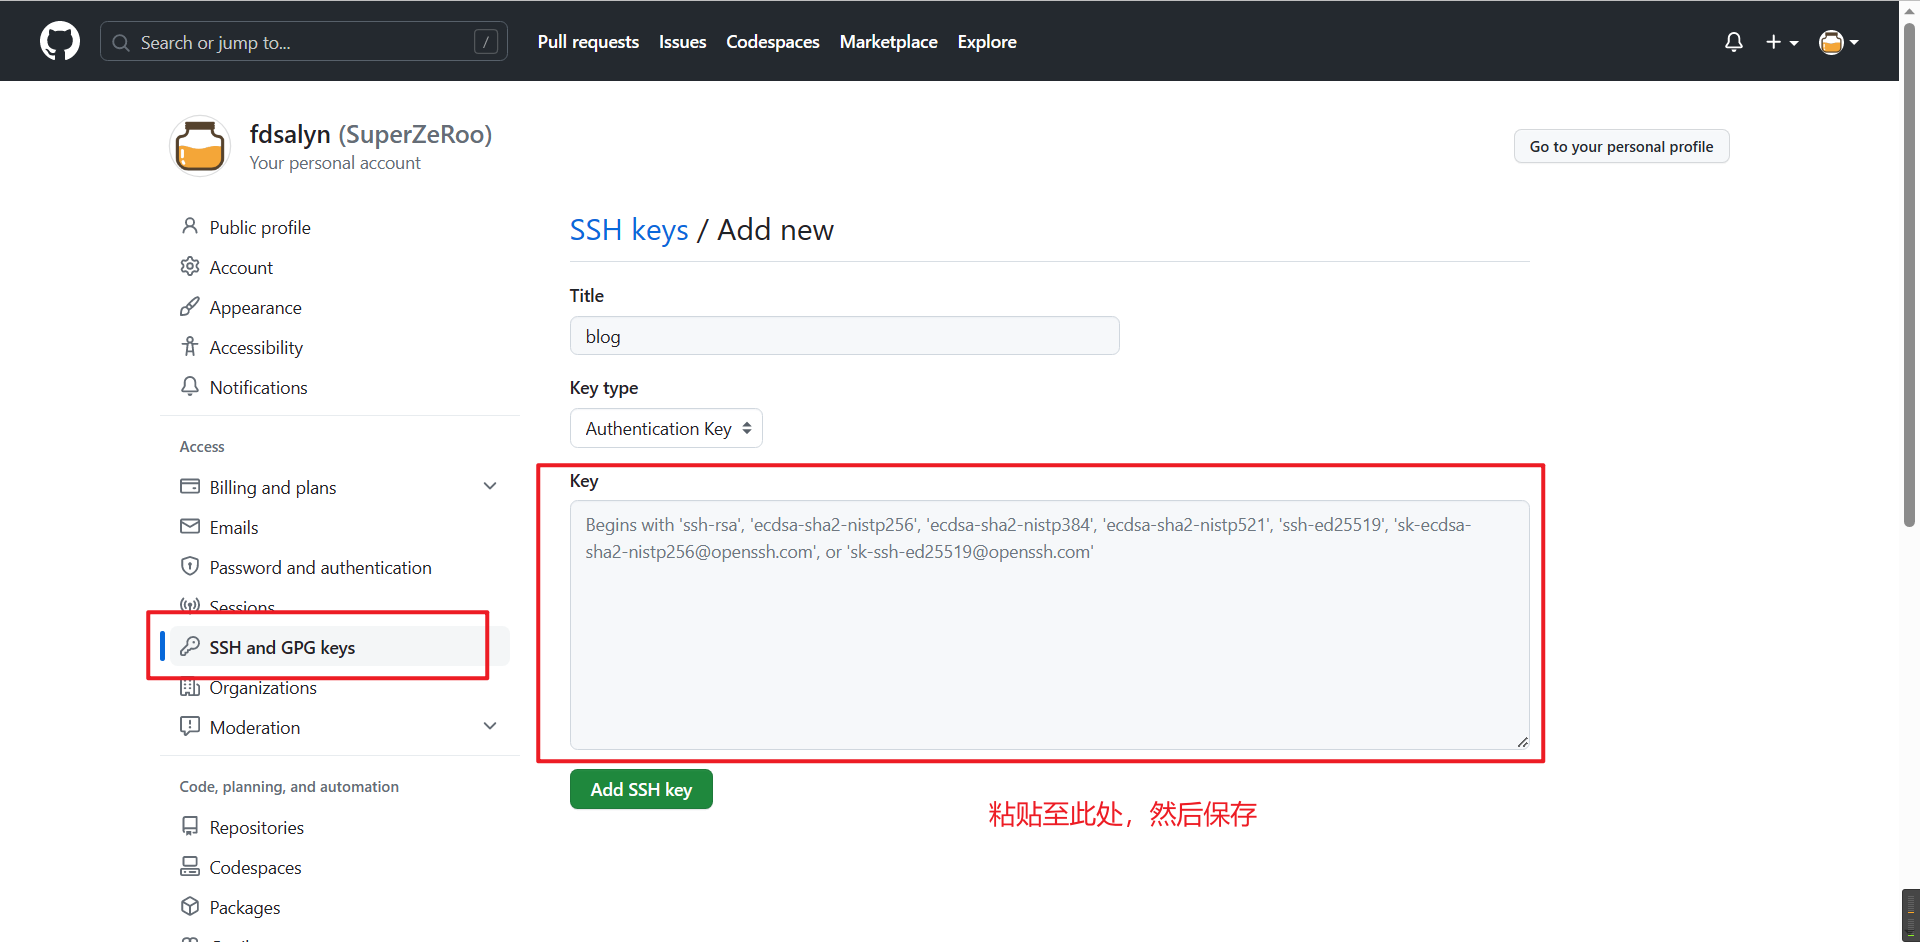 Search or jump to...
/
Pull requests
Issues
Codespaces
Marketplace
Explore
fdsalyn (SuperZeRoo)
Your personal account
Go to your personal profile
Public profile
Account
Appearance
Accessibility
Notifications
Access
Billing and plans
Emails
Password and authentication
Sessions
SSH and GPG keys
Organizations
Moderation
Code, planning, and automation
Repositories
Codespaces
Packages
SSH keys / Add new
Title
blog
Key type
Authentication Key
Key
Begins with 'ssh-rsa', 'ecdsa-sha2-nistp256', 'ecdsa-sha2-nistp384', 'ecdsa-sha2-nistp521', 'ssh-ed25519', 'sk-ecdsa-
sha2-nistp256@openssh.com', or 'sk-ssh-ed25519@openssh.com'
Add SSH key
粘贴至此处，然后保存